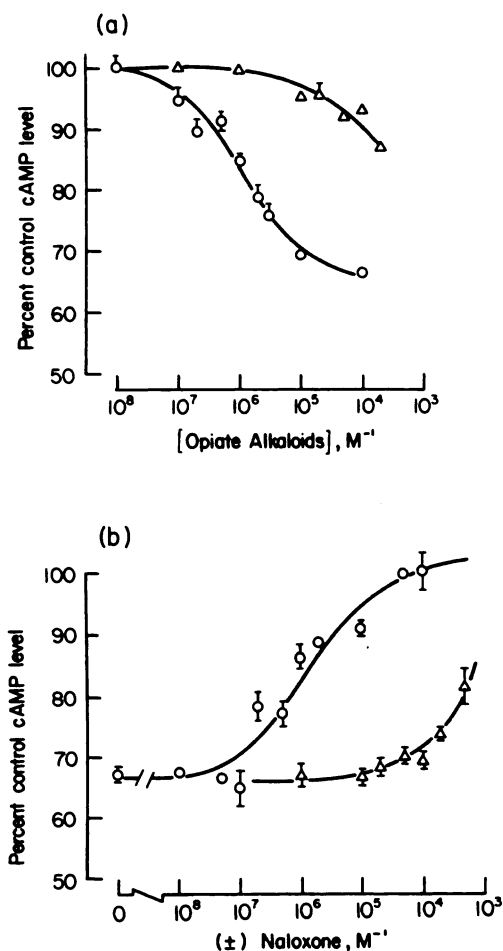 (a)
100
90
80
70
60
50
Percent control cAMP level
10⁸ 10⁷ 10⁶ 10⁵ 10⁴ 10³
[Opiate Alkaloids], M⁻¹
(b)
100
90
80
70
60
50
Percent control cAMP level
0 10⁸ 10⁷ 10⁶ 10⁵ 10⁴ 10³
(±) Naloxone, M⁻¹